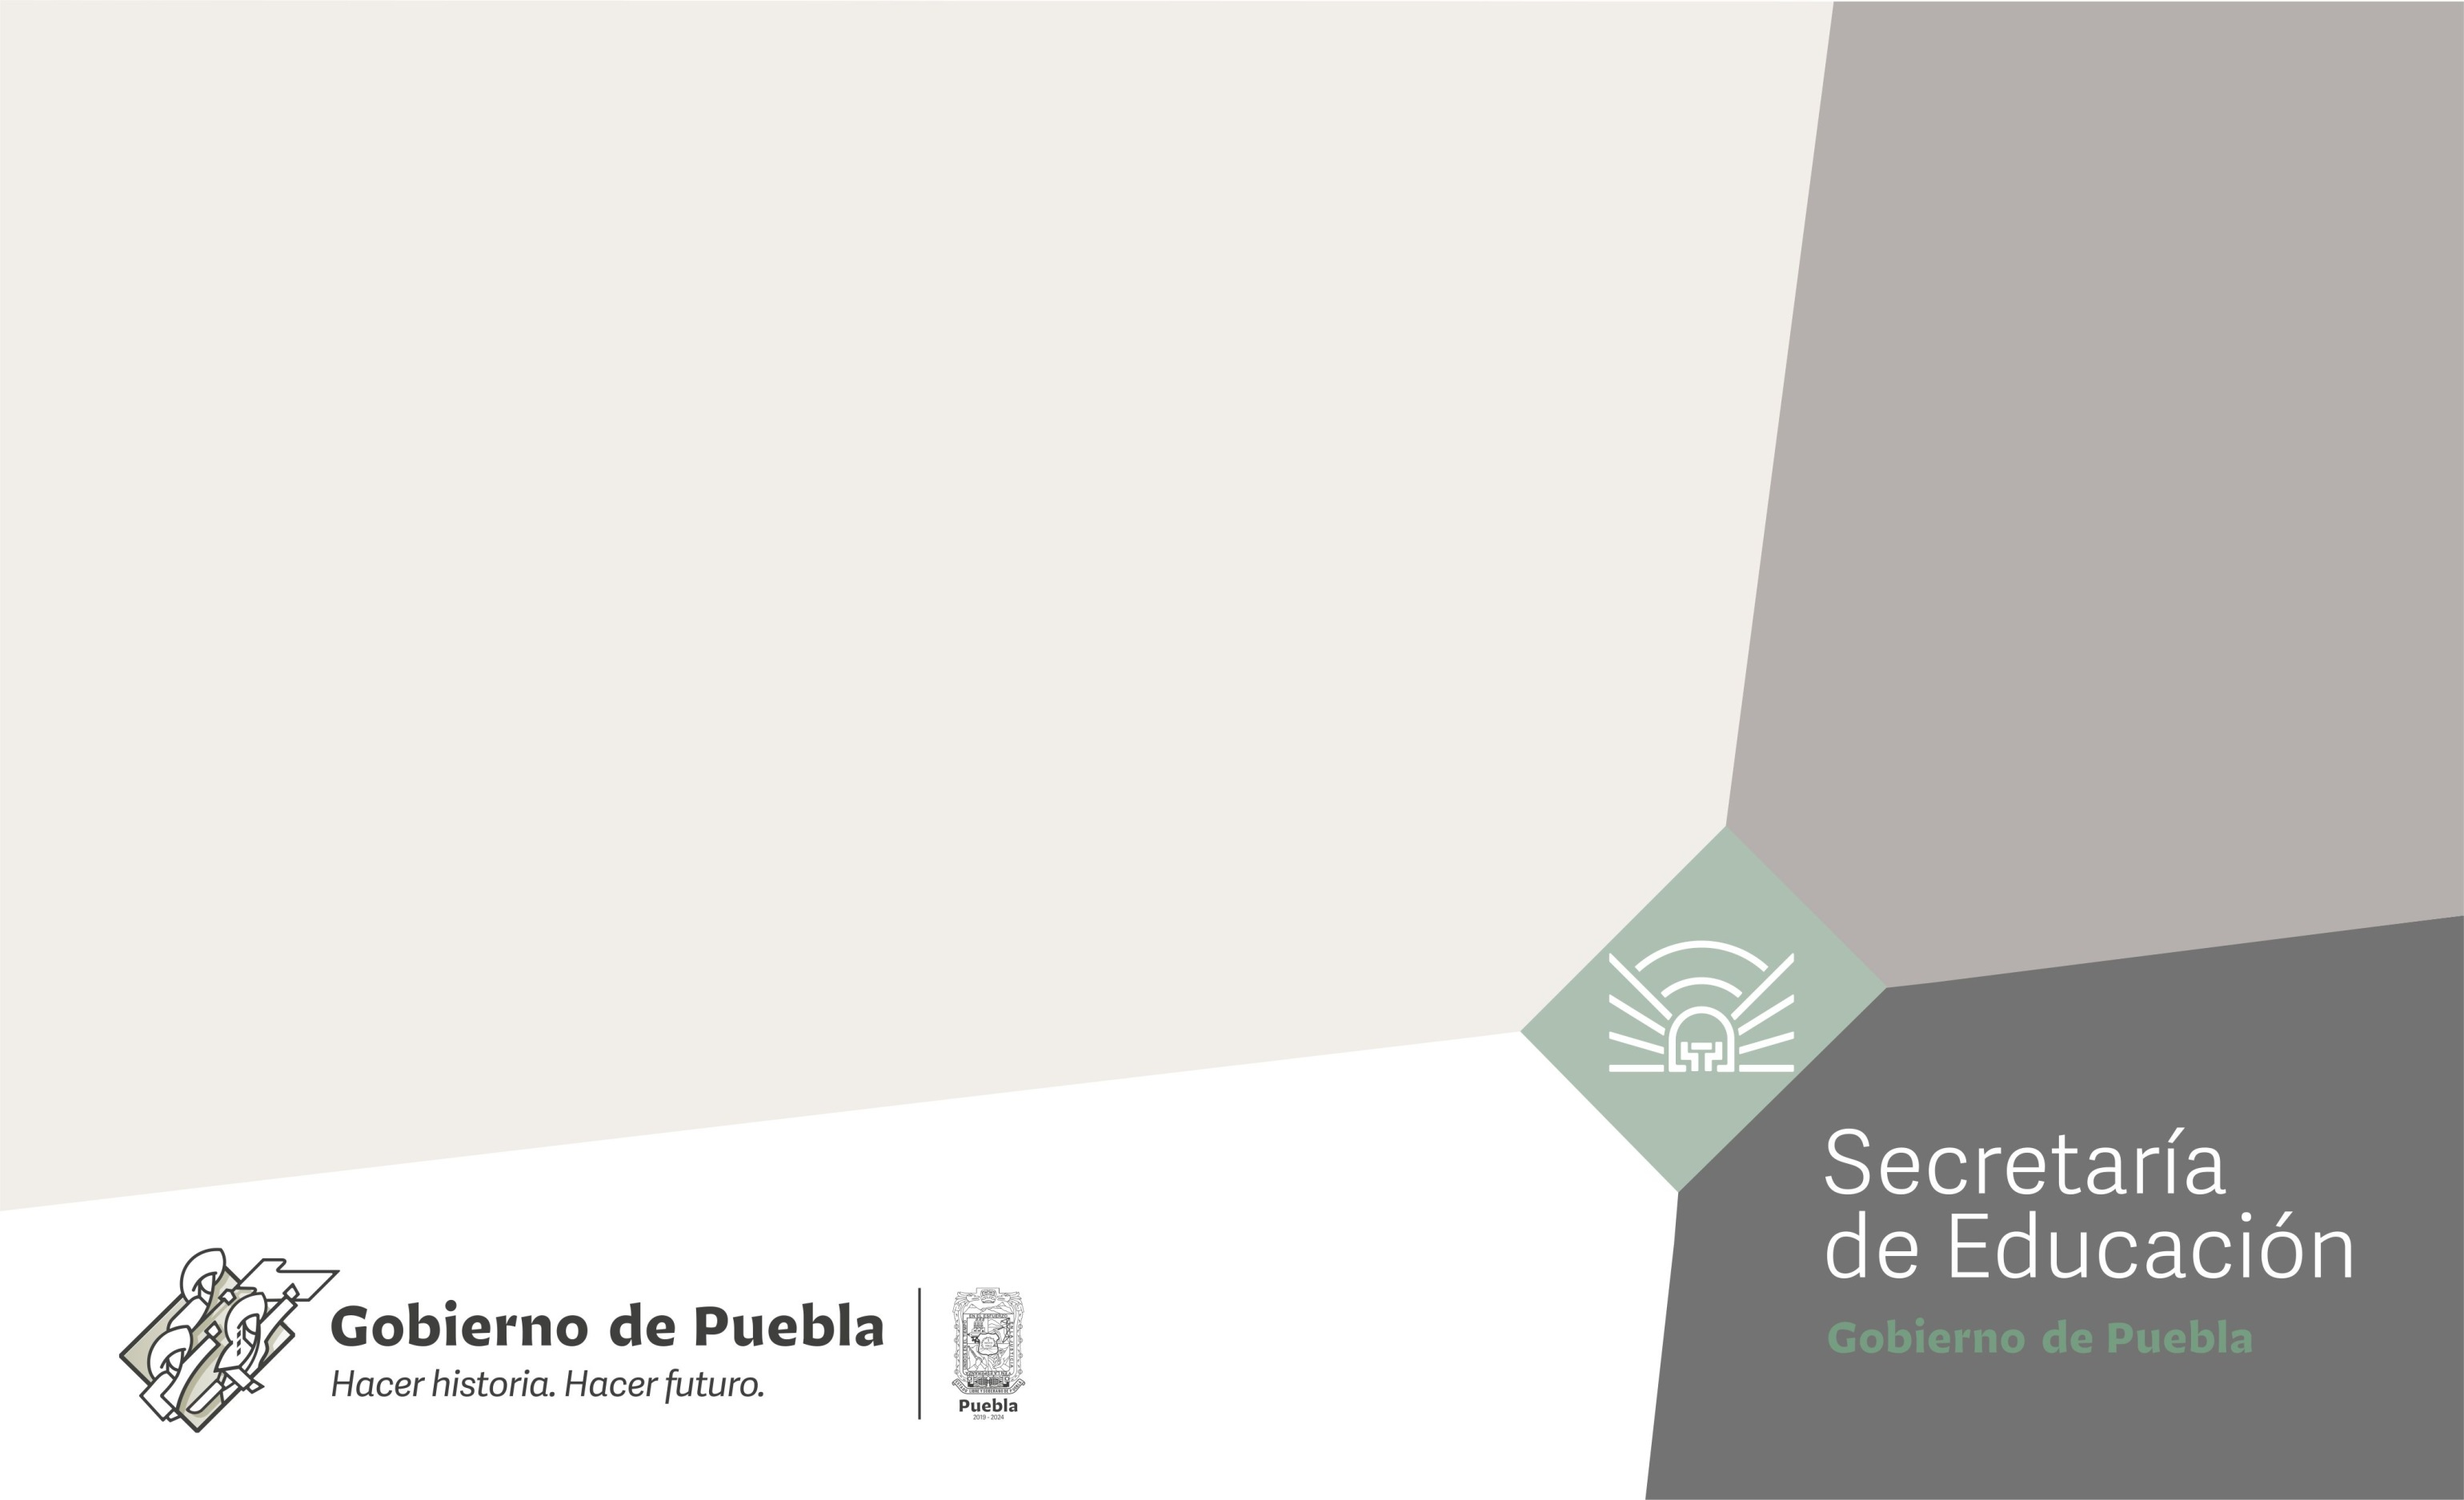 Secretaría
de Educación
Gobierno de Puebla
Gobierno de Puebla
Hacer historia. Hacer futuro.
Puebla
2019 - 2024